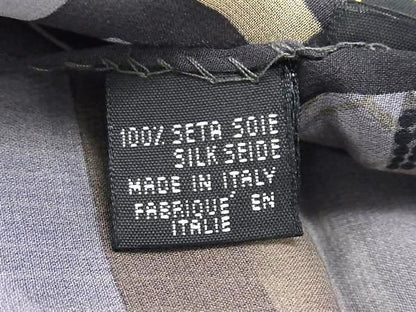 100% SETA SOIE
SILK SEIDE
MADE IN ITALY
FABRIQUE' EN
ITALIE